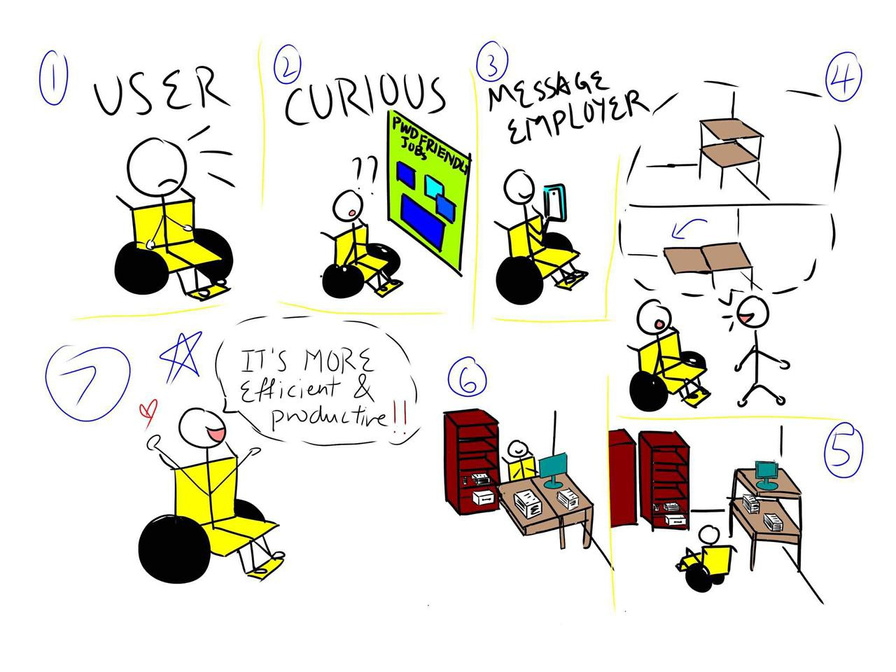 1
USER
2
CURIOUS
??
PWD FRIENDLY
JOBS
3
MESSAGE
EMPLOYER
4
5
6
7
IT'S MORE
Efficient &
productive!!